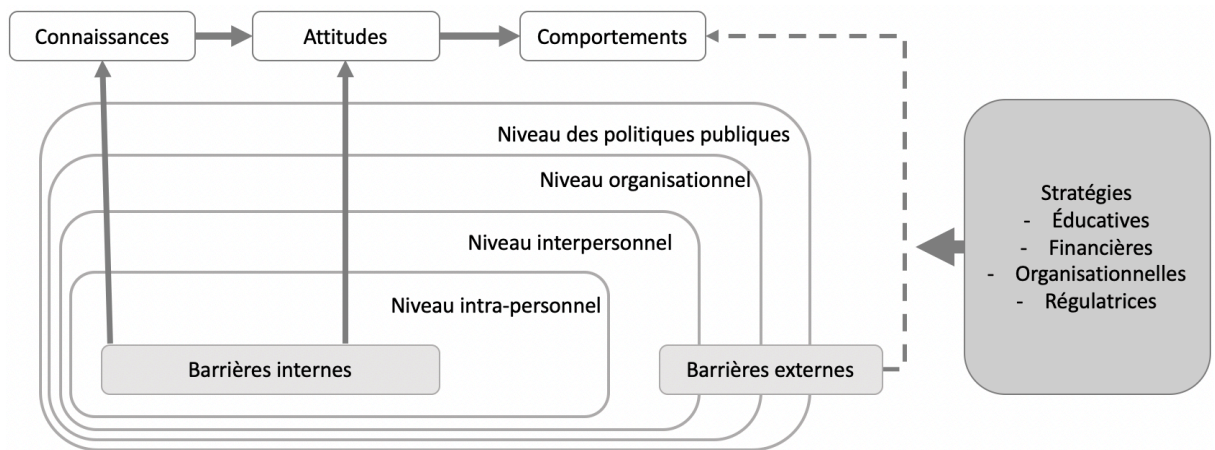 Connaissances
Attitudes
Comportements
Niveau des politiques publiques
Niveau organisationnel
Niveau interpersonnel
Niveau intra-personnel
Barrières internes
Barrières externes
Stratégies
- Éducatives
- Financières
- Organisationnelles
- Régulatrices